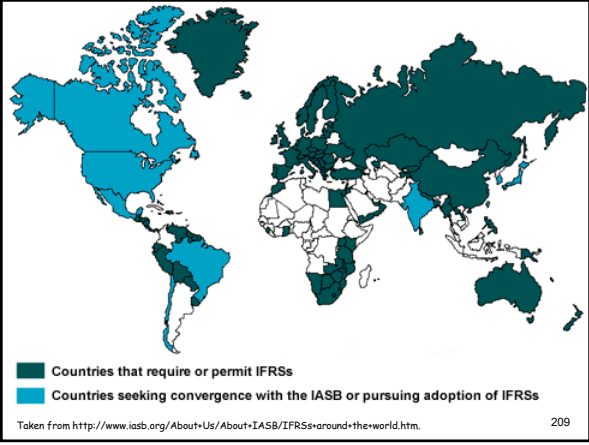 Countries that require or permit IFRSs
Countries seeking convergence with the IASB or pursuing adoption of IFRSs
Taken from http://www.iasb.org/About+Us/About+IASB/IFRSs+around+the+world.htm.
209